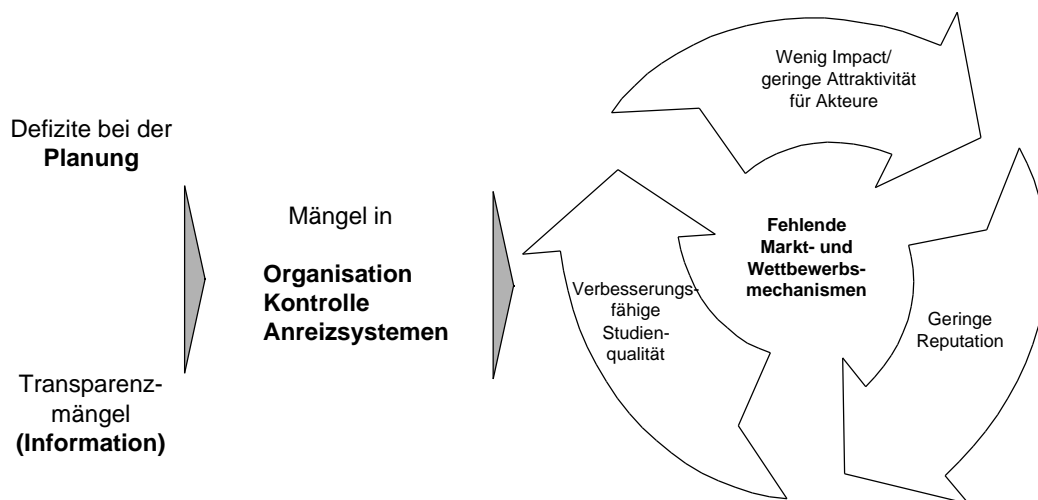 Defizite bei der
Planung
Transparenz-
mängel
(Information)
Mängel in
Organisation
Kontrolle
Anreizsystemen
Wenig Impact/
geringe Attraktivität
für Akteure
Fehlende
Markt- und
Wettbewerbs-
mechanismen
Verbesserungs-
fähige
Studien-
qualität
Geringe
Reputation